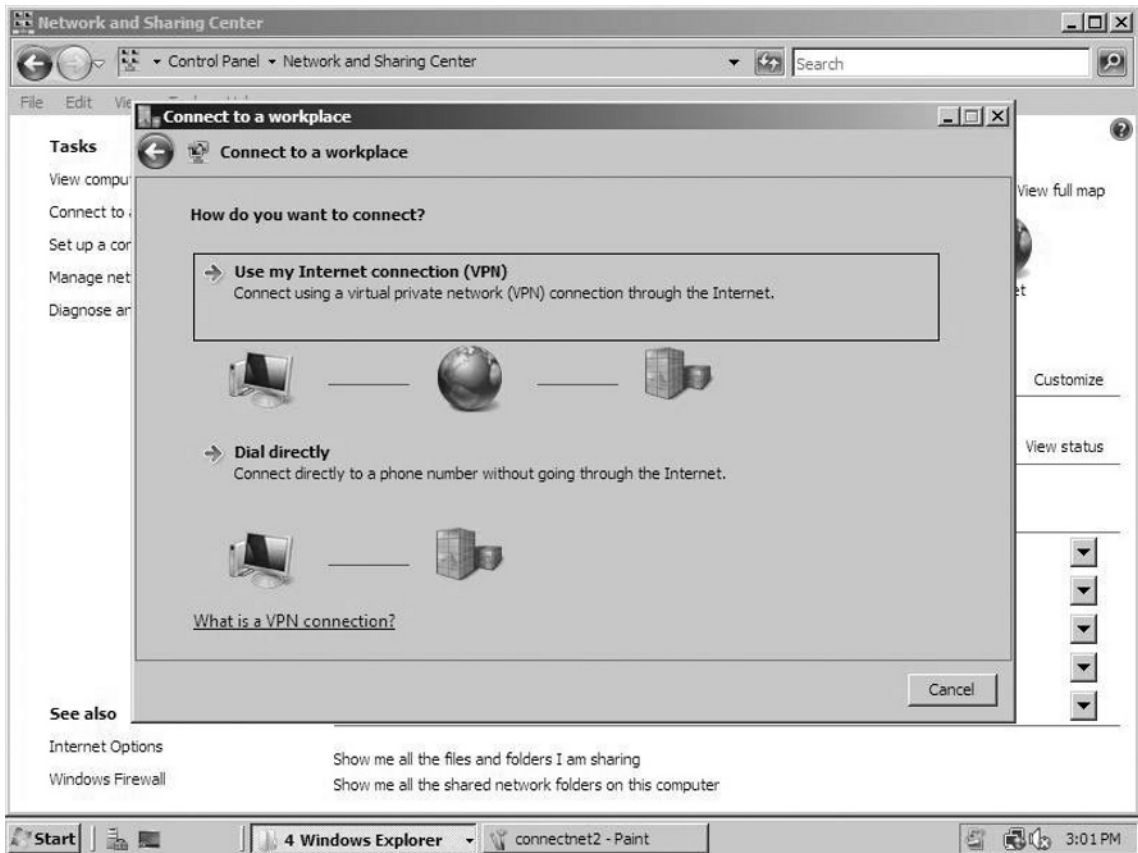 Network and Sharing Center
Control Panel Network and Sharing Center
Search
File Edit
Connect to a workplace
Connect to a workplace
Tasks
View compu
Connect to
Set up a cor
Manage net
Diagnose ar
View full map
et
Customize
View status
How do you want to connect?
Use my Internet connection (VPN)
Connect using a virtual private network (VPN) connection through the Internet.
Dial directly
Connect directly to a phone number without going through the Internet.
What is a VPN connection?
Cancel
See also
Internet Options
Windows Firewall
Show me all the files and folders I am sharing
Show me all the shared network folders on this computer
Start
4 Windows Explorer
connectnet2 - Paint
3:01 PM